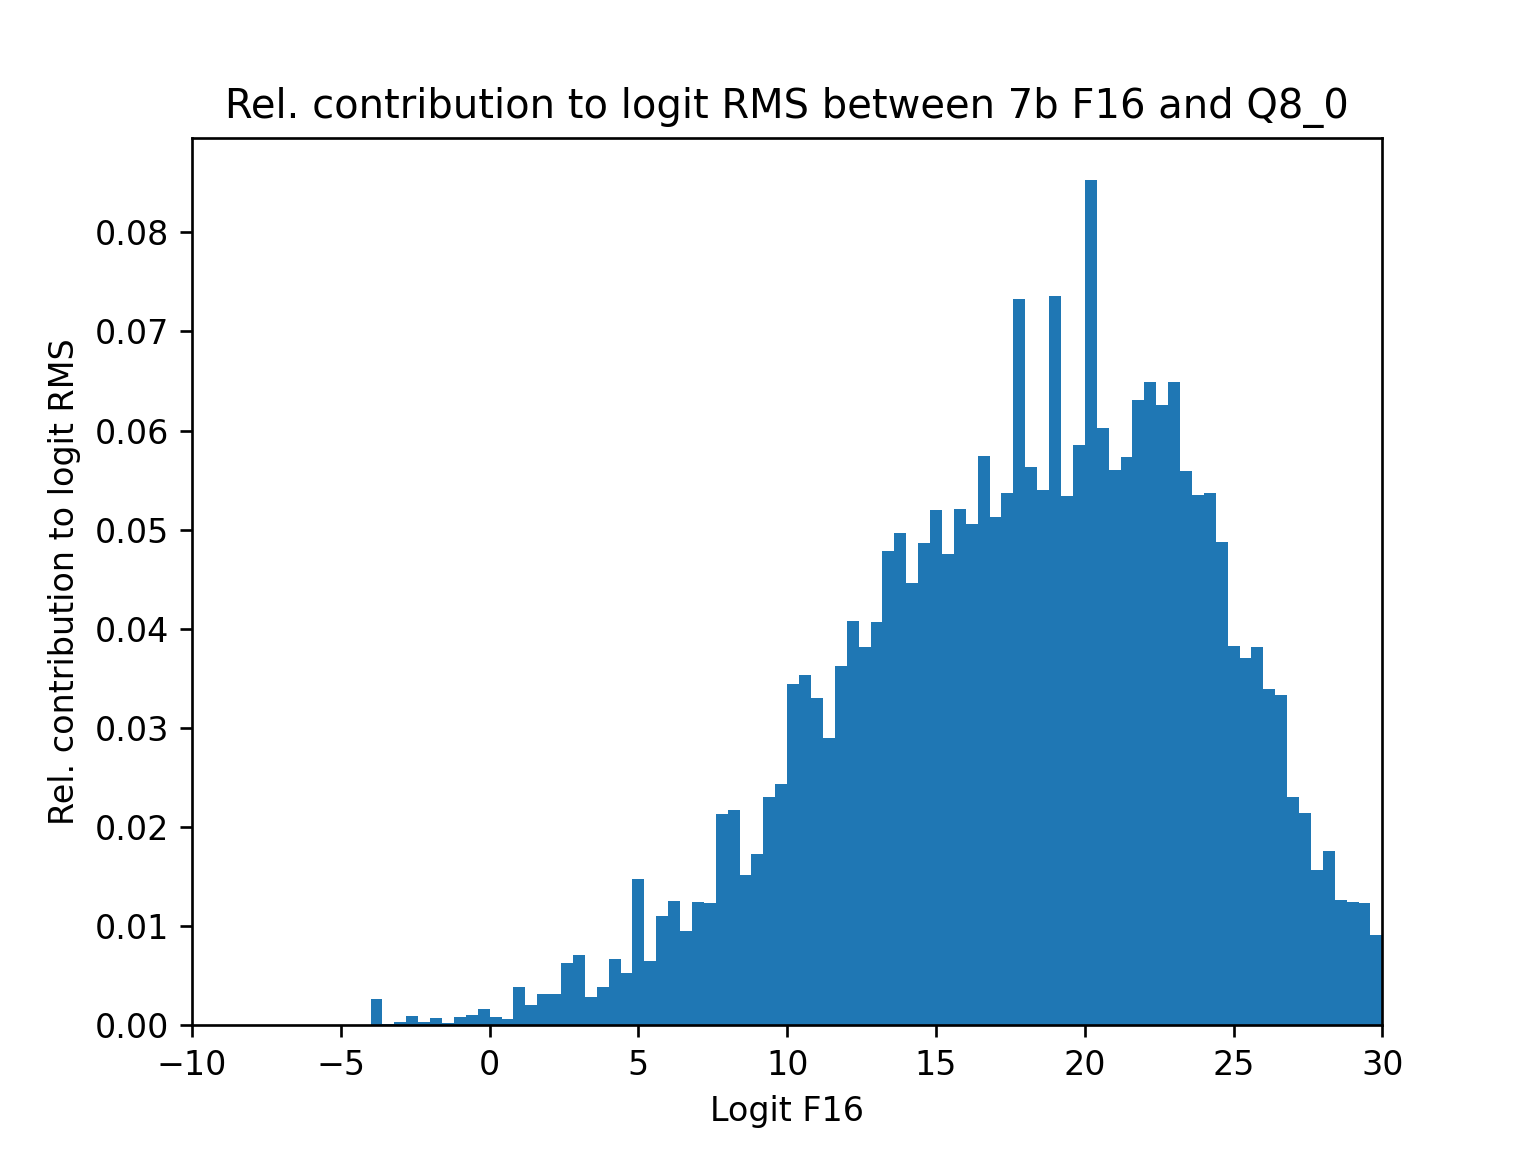 Rel. contribution to logit RMS between 7b F16 and Q8_0
Rel. contribution to logit RMS
0.08
0.07
0.06
0.05
0.04
0.03
0.02
0.01
0.00
−10 −5 0 5 10 15 20 25 30
Logit F16